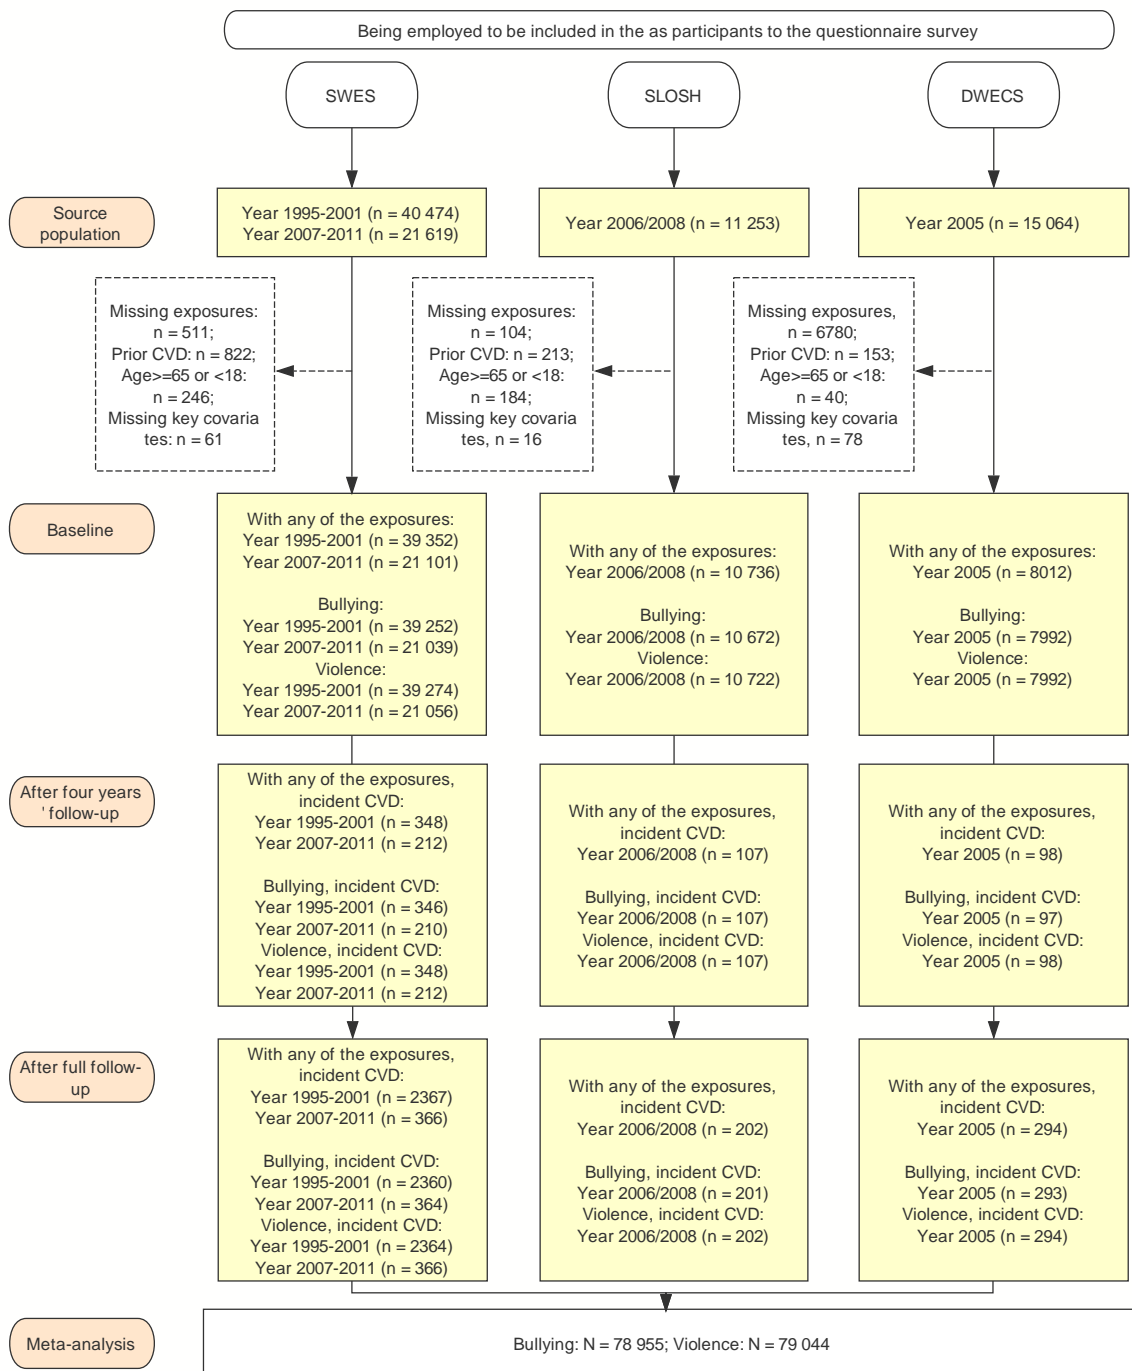 Being employed to be included in the as participants to the questionnaire survey
SWES
SLOSH
DWECS
Source
population
Year 1995-2001 (n = 40 474)
Year 2007-2011 (n = 21 619)
Year 2006/2008 (n = 11 253)
Year 2005 (n = 15 064)
Missing exposures:
n = 511;
Prior CVD: n = 822;
Age>=65 or <18:
n = 246;
Missing key covaria
tes: n = 61
Missing exposures:
n = 104;
Prior CVD: n = 213;
Age>=65 or <18:
n = 184;
Missing key covaria
tes, n = 16
Missing exposures,
n = 6780;
Prior CVD: n = 153;
Age>=65 or <18:
n = 40;
Missing key covaria
tes, n = 78
Baseline
With any of the exposures:
Year 1995-2001 (n = 39 352)
Year 2007-2011 (n = 21 101)
Bullying:
Year 1995-2001 (n = 39 252)
Year 2007-2011 (n = 21 039)
Violence:
Year 1995-2001 (n = 39 274)
Year 2007-2011 (n = 21 056)
With any of the exposures:
Year 2006/2008 (n = 10 736)
Bullying:
Year 2006/2008 (n = 10 672)
Violence:
Year 2006/2008 (n = 10 722)
With any of the exposures:
Year 2005 (n = 8012)
Bullying:
Year 2005 (n = 7992)
Violence:
Year 2005 (n = 7992)
After four years
' follow-up
With any of the exposures,
incident CVD:
Year 1995-2001 (n = 348)
Year 2007-2011 (n = 212)
Bullying, incident CVD:
Year 1995-2001 (n = 346)
Year 2007-2011 (n = 210)
Violence, incident CVD:
Year 1995-2001 (n = 348)
Year 2007-2011 (n = 212)
With any of the exposures,
incident CVD:
Year 2006/2008 (n = 107)
Bullying, incident CVD:
Year 2006/2008 (n = 107)
Violence, incident CVD:
Year 2006/2008 (n = 107)
With any of the exposures,
incident CVD:
Year 2005 (n = 98)
Bullying, incident CVD:
Year 2005 (n = 97)
Violence, incident CVD:
Year 2005 (n = 98)
After full follow-
up
With any of the exposures,
incident CVD:
Year 1995-2001 (n = 2367)
Year 2007-2011 (n = 366)
Bullying, incident CVD:
Year 1995-2001 (n = 2360)
Year 2007-2011 (n = 364)
Violence, incident CVD:
Year 1995-2001 (n = 2364)
Year 2007-2011 (n = 366)
With any of the exposures,
incident CVD:
Year 2006/2008 (n = 202)
Bullying, incident CVD:
Year 2006/2008 (n = 201)
Violence, incident CVD:
Year 2006/2008 (n = 202)
With any of the exposures,
incident CVD:
Year 2005 (n = 294)
Bullying, incident CVD:
Year 2005 (n = 293)
Violence, incident CVD:
Year 2005 (n = 294)
Meta-analysis
Bullying: N = 78 955; Violence: N = 79 044